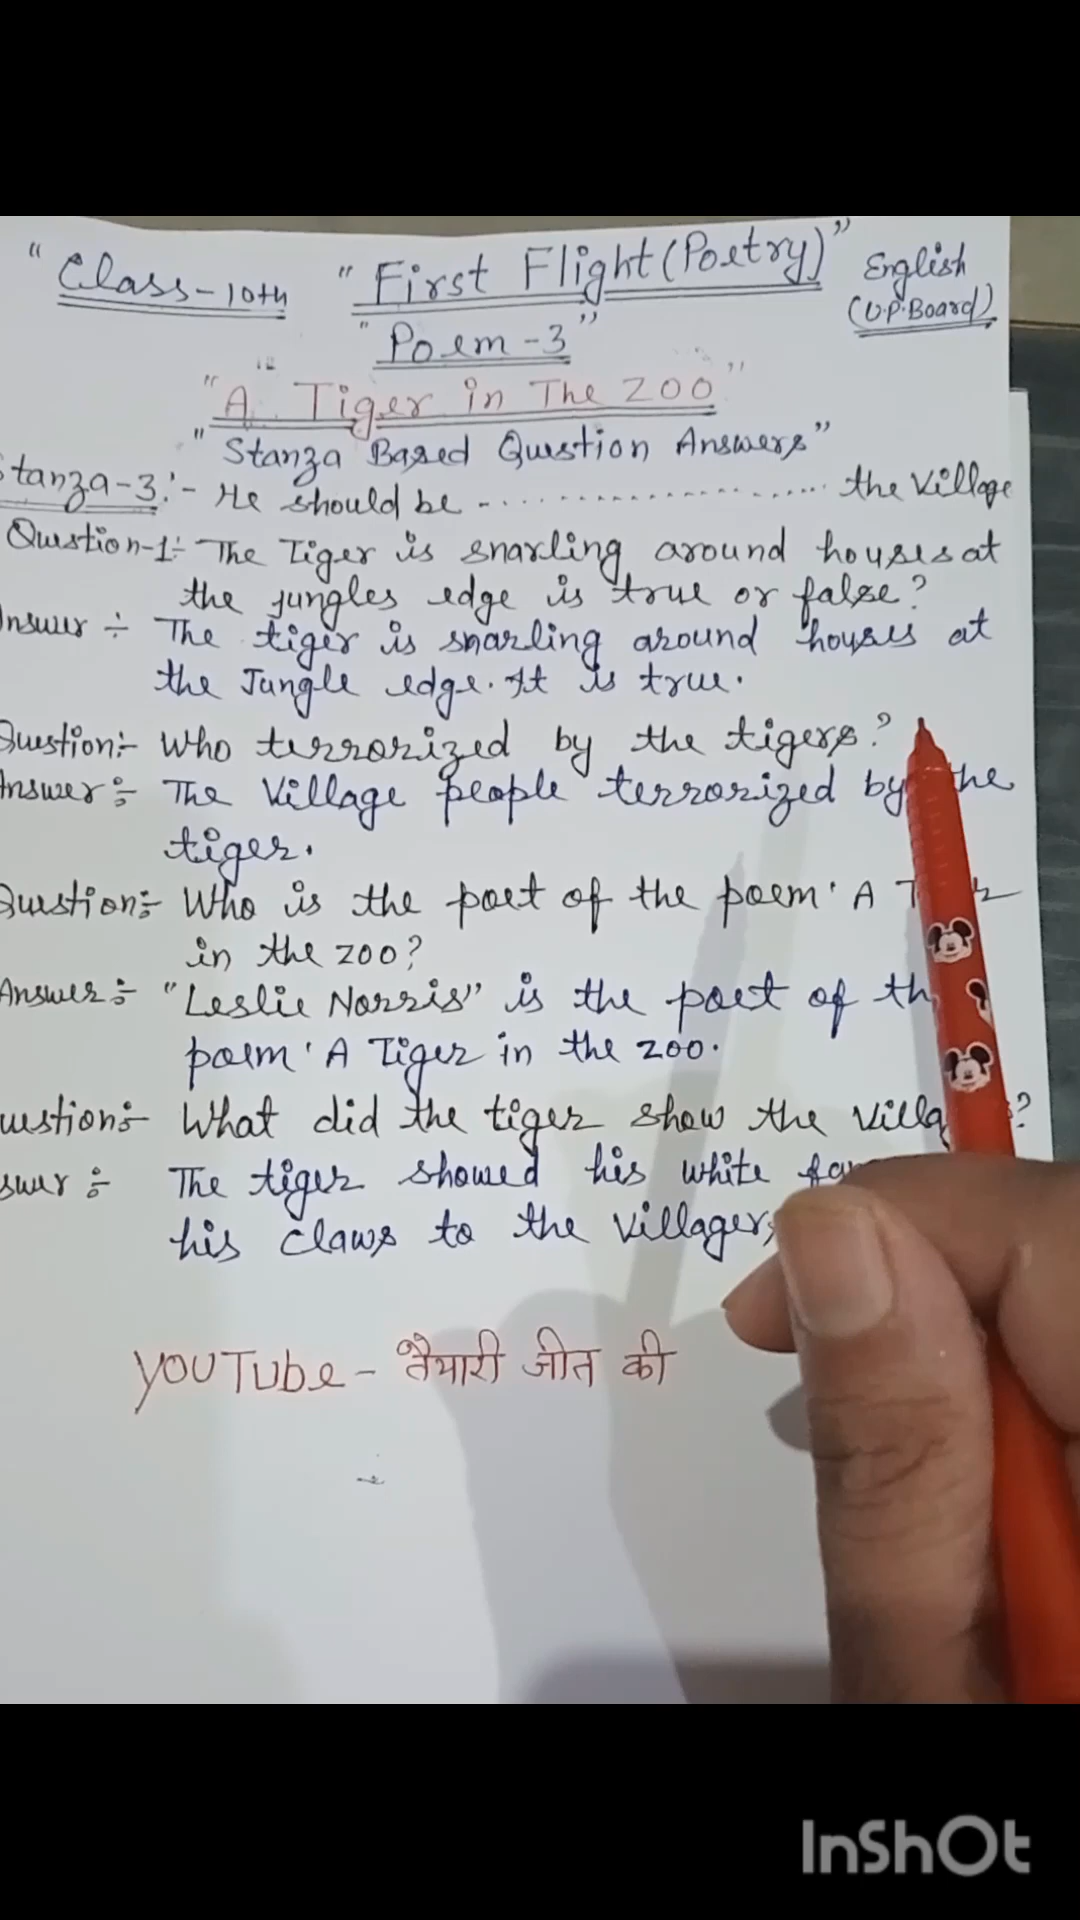 "Class-10th "First Flight (Poetry)" English
(U.P. Board)
"Poem-3"
"A Tiger in The Zoo"
"Stanza Based Question Answers"
tanza-3:- He should be .................... the Village
Question-1:- The Tiger is snarling around houses at
the jungles edge is true or false?
nswer ÷ The tiger is snarling around houses at
the Jungle edge. It is true.
Question:- Who terrorized by the tigers?
Answer:- The Village people terrorized by the
tiger.
Question:- Who is the poet of the poem 'A T
in the zoo?
Answer:- "Leslie Norris" is the poet of th
poem 'A Tiger in the zoo.
uestion:- What did the tiger show the Villag ?
swer :- The tiger showed his white fa
his claws to the Villagers
YOUTube - तैयारी जीत की
InShOt